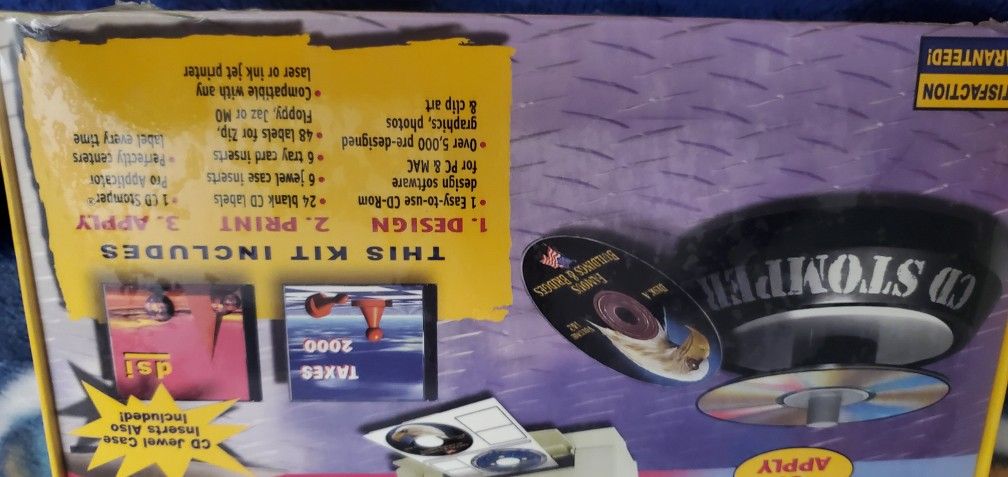 APPLY
CD Jewel Case
Inserts Also
Included!
TAXES
2000
dsi
CD STOMPER
FAMOUS
BUILDINGS & BRIDGES
DISK A
VOLUME
1&2
THIS KIT INCLUDES
1. DESIGN
• 1 Easy-to-use CD-Rom
design software
for PC & MAC
• Over 5,000 pre-designed
graphics, photos
& clip art
2. PRINT
• 24 blank CD labels
• 6 jewel case inserts
• 6 tray card inserts
• 48 labels for Zip,
Floppy, Jaz or MO
• Compatible with any
laser or ink jet printer
3. APPLY
• 1 CD Stomper®
Pro Applicator
• Perfectly centers
label every time
TISFACTION
ARANTEED!